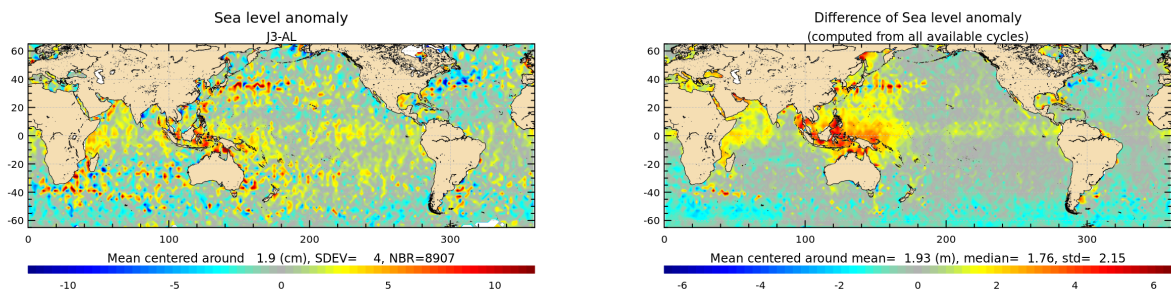 Sea level anomaly
J3-AL
60
40
20
0
-20
-40
-60
0 100 200 300
Mean centered around 1.9 (cm), SDEV= 4, NBR=8907
-10 -5 0 5 10
Difference of Sea level anomaly
(computed from all available cycles)
60
40
20
0
-20
-40
-60
0 100 200 300
Mean centered around mean= 1.93 (m), median= 1.76, std= 2.15
-6 -4 -2 0 2 4 6